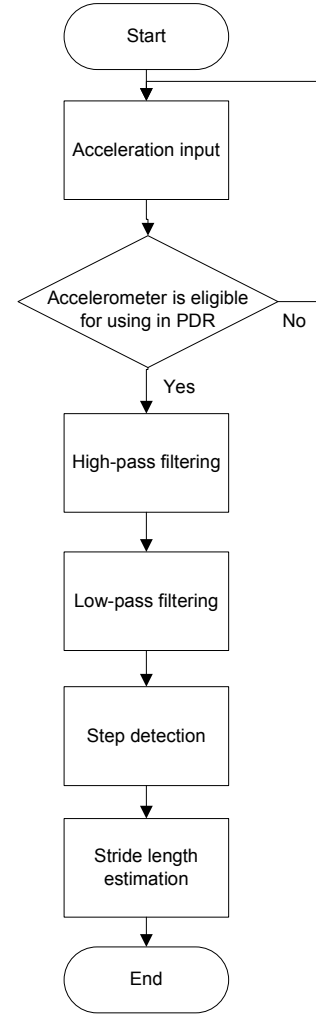 Start
Acceleration input
Accelerometer is eligible
for using in PDR
No
Yes
High-pass filtering
Low-pass filtering
Step detection
Stride length
estimation
End